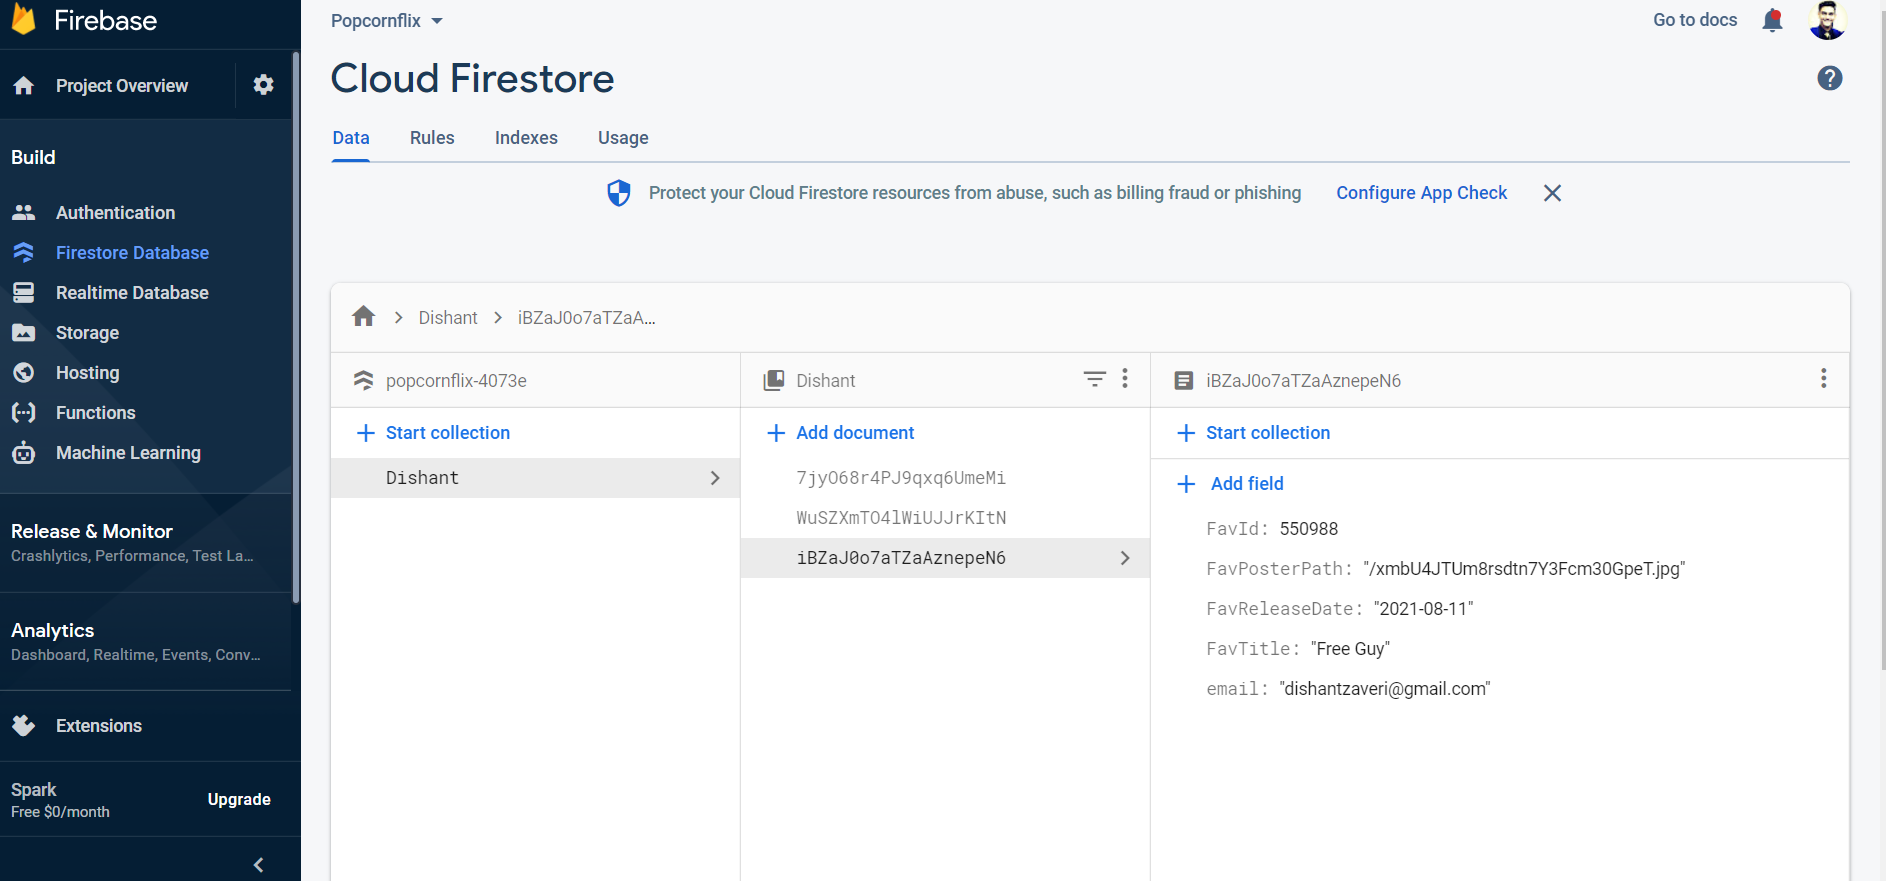 Firebase
Project Overview
Build
Authentication
Firestore Database
Realtime Database
Storage
Hosting
Functions
Machine Learning
Release & Monitor
Crashlytics, Performance, Test La...
Analytics
Dashboard, Realtime, Events, Conv...
Extensions
Spark
Free $0/month
Upgrade
Popcornflix
Go to docs
Cloud Firestore
Data Rules Indexes Usage
Protect your Cloud Firestore resources from abuse, such as billing fraud or phishing Configure App Check
Dishant iBZaJ0o7aTZaA...
popcornflix-4073e
Start collection
Dishant
Dishant
Add document
7jyO68r4PJ9qxq6UmeMi
WuSZXmTO4lWiUJJrKItN
iBZaJ0o7aTZaAznepeN6
iBZaJ0o7aTZaAznepeN6
Start collection
Add field
FavId: 550988
FavPosterPath: "/xmbU4JTUm8rsdtn7Y3Fcm30GpeT.jpg"
FavReleaseDate: "2021-08-11"
FavTitle: "Free Guy"
email: "dishantzaveri@gmail.com"